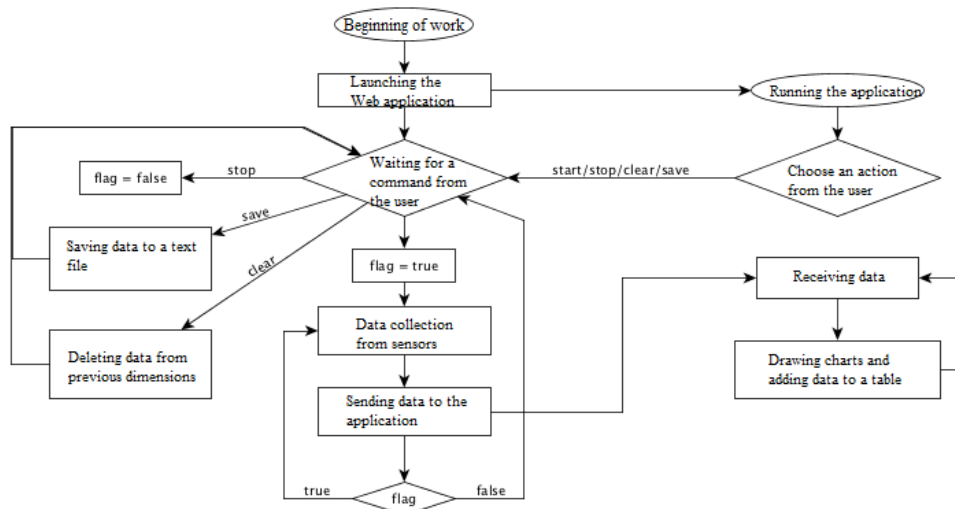 Beginning of work
Launching the
Web application
Running the application
Waiting for a
command from
the user
start/stop/clear/save
Choose an action
from the user
stop
flag = false
save
Saving data to a text
file
clear
flag = true
Receiving data
Data collection
from sensors
Deleting data from
previous dimensions
Drawing charts and
adding data to a table
Sending data to the
application
true
flag
false